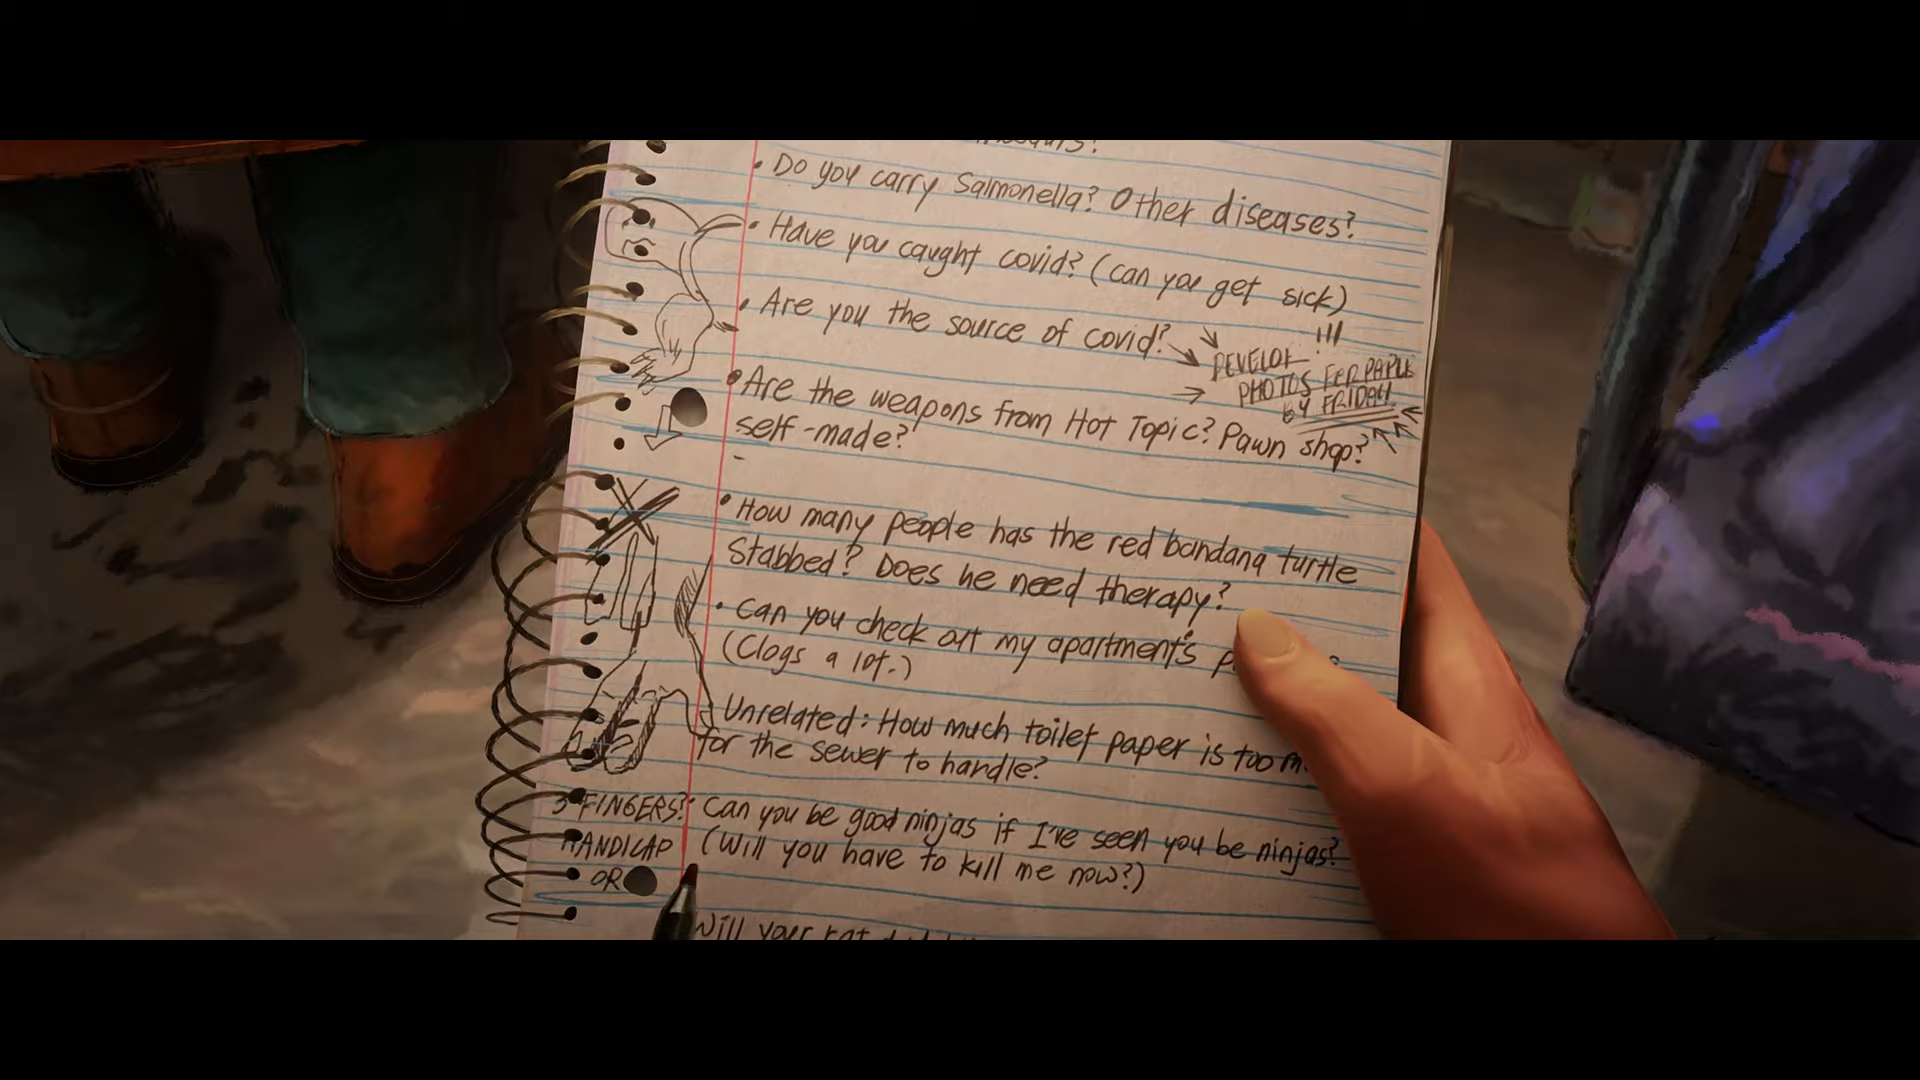 • Do you carry Salmonella? Other diseases?
• Have you caught covid? (can you get sick)
• Are you the source of covid?
!!!
DEVELOP
PHOTOS FER PAPER
BY FRIDAY!
• Are the weapons from Hot Topic? Pawn shop?
self-made?
• How many people has the red bandana turtle
Stabbed? Does he need therapy?
• Can you check out my apartment's
(Clogs a lot.)
Unrelated: How much toilet paper is too
for the sewer to handle?
3 FINGERS?
HANDICAP
OR
• Can you be good ninjas if I've seen you be ninjas?
(Will you have to kill me now?)
Will your rat